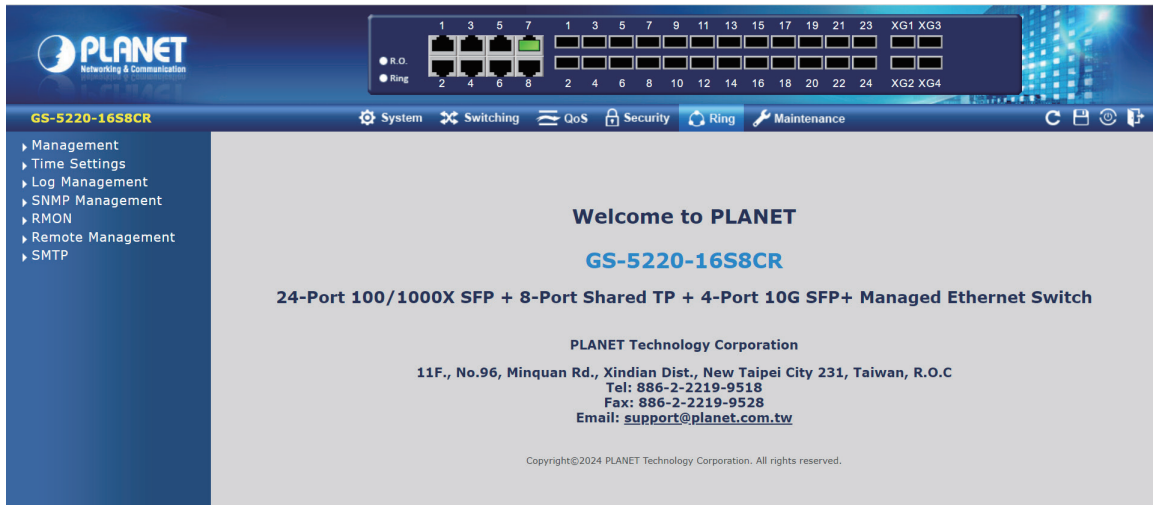 PLANET
Networking & Communication
1 3 5 7 1 3 5 7 9 11 13 15 17 19 21 23 XG1 XG3
R.O.
Ring
2 4 6 8 2 4 6 8 10 12 14 16 18 20 22 24 XG2 XG4
GS-5220-16S8CR
System Switching QoS Security Ring Maintenance
Management
Time Settings
Log Management
SNMP Management
RMON
Remote Management
SMTP
Welcome to PLANET
GS-5220-16S8CR
24-Port 100/1000X SFP + 8-Port Shared TP + 4-Port 10G SFP+ Managed Ethernet Switch
PLANET Technology Corporation
11F., No.96, Minquan Rd., Xindian Dist., New Taipei City 231, Taiwan, R.O.C
Tel: 886-2-2219-9518
Fax: 886-2-2219-9528
Email: support@planet.com.tw
Copyright©2024 PLANET Technology Corporation. All rights reserved.